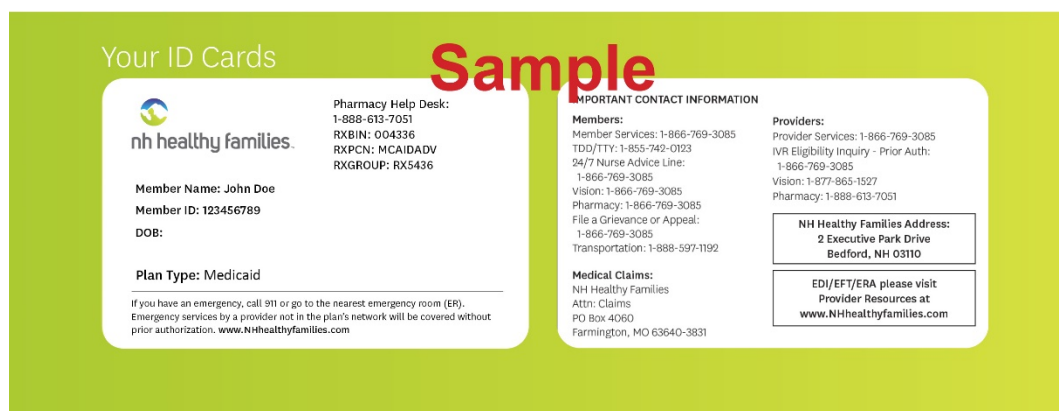 Your ID Cards
Sample
nh healthy families™
Pharmacy Help Desk:
1-888-613-7051
RXBIN: 004336
RXPCN: MCAIDADV
RXGROUP: RX5436
Member Name: John Doe
Member ID: 123456789
DOB:
Plan Type: Medicaid
If you have an emergency, call 911 or go to the nearest emergency room (ER).
Emergency services by a provider not in the plan's network will be covered without
prior authorization. www.NHhealthyfamilies.com
IMPORTANT CONTACT INFORMATION
Members:
Member Services: 1-866-769-3085
TDD/TTY: 1-855-742-0123
24/7 Nurse Advice Line:
1-866-769-3085
Vision: 1-866-769-3085
Pharmacy: 1-866-769-3085
File a Grievance or Appeal:
1-866-769-3085
Transportation: 1-888-597-1192
Medical Claims:
NH Healthy Families
Attn: Claims
PO Box 4060
Farmington, MO 63640-3831
Providers:
Provider Services: 1-866-769-3085
IVR Eligibility Inquiry - Prior Auth:
1-866-769-3085
Vision: 1-877-865-1527
Pharmacy: 1-888-613-7051
NH Healthy Families Address:
2 Executive Park Drive
Bedford, NH 03110
EDI/EFT/ERA please visit
Provider Resources at
www.NHhealthyfamilies.com